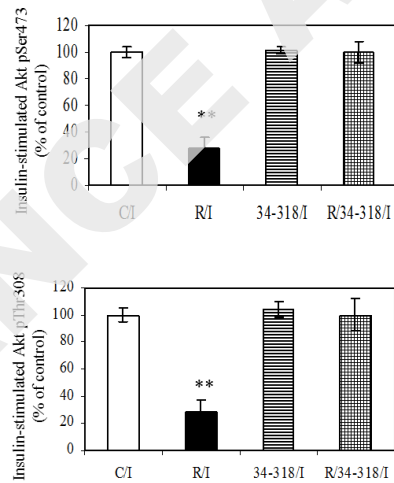 Insulin-stimulated Akt pSer473
(% of control)
120
100
80
60
40
20
0
**
C/I R/I 34-318/I R/34-318/I
Insulin-stimulated Akt pThr308
(% of control)
120
100
80
60
40
20
0
**
C/I R/I 34-318/I R/34-318/I
NCE A